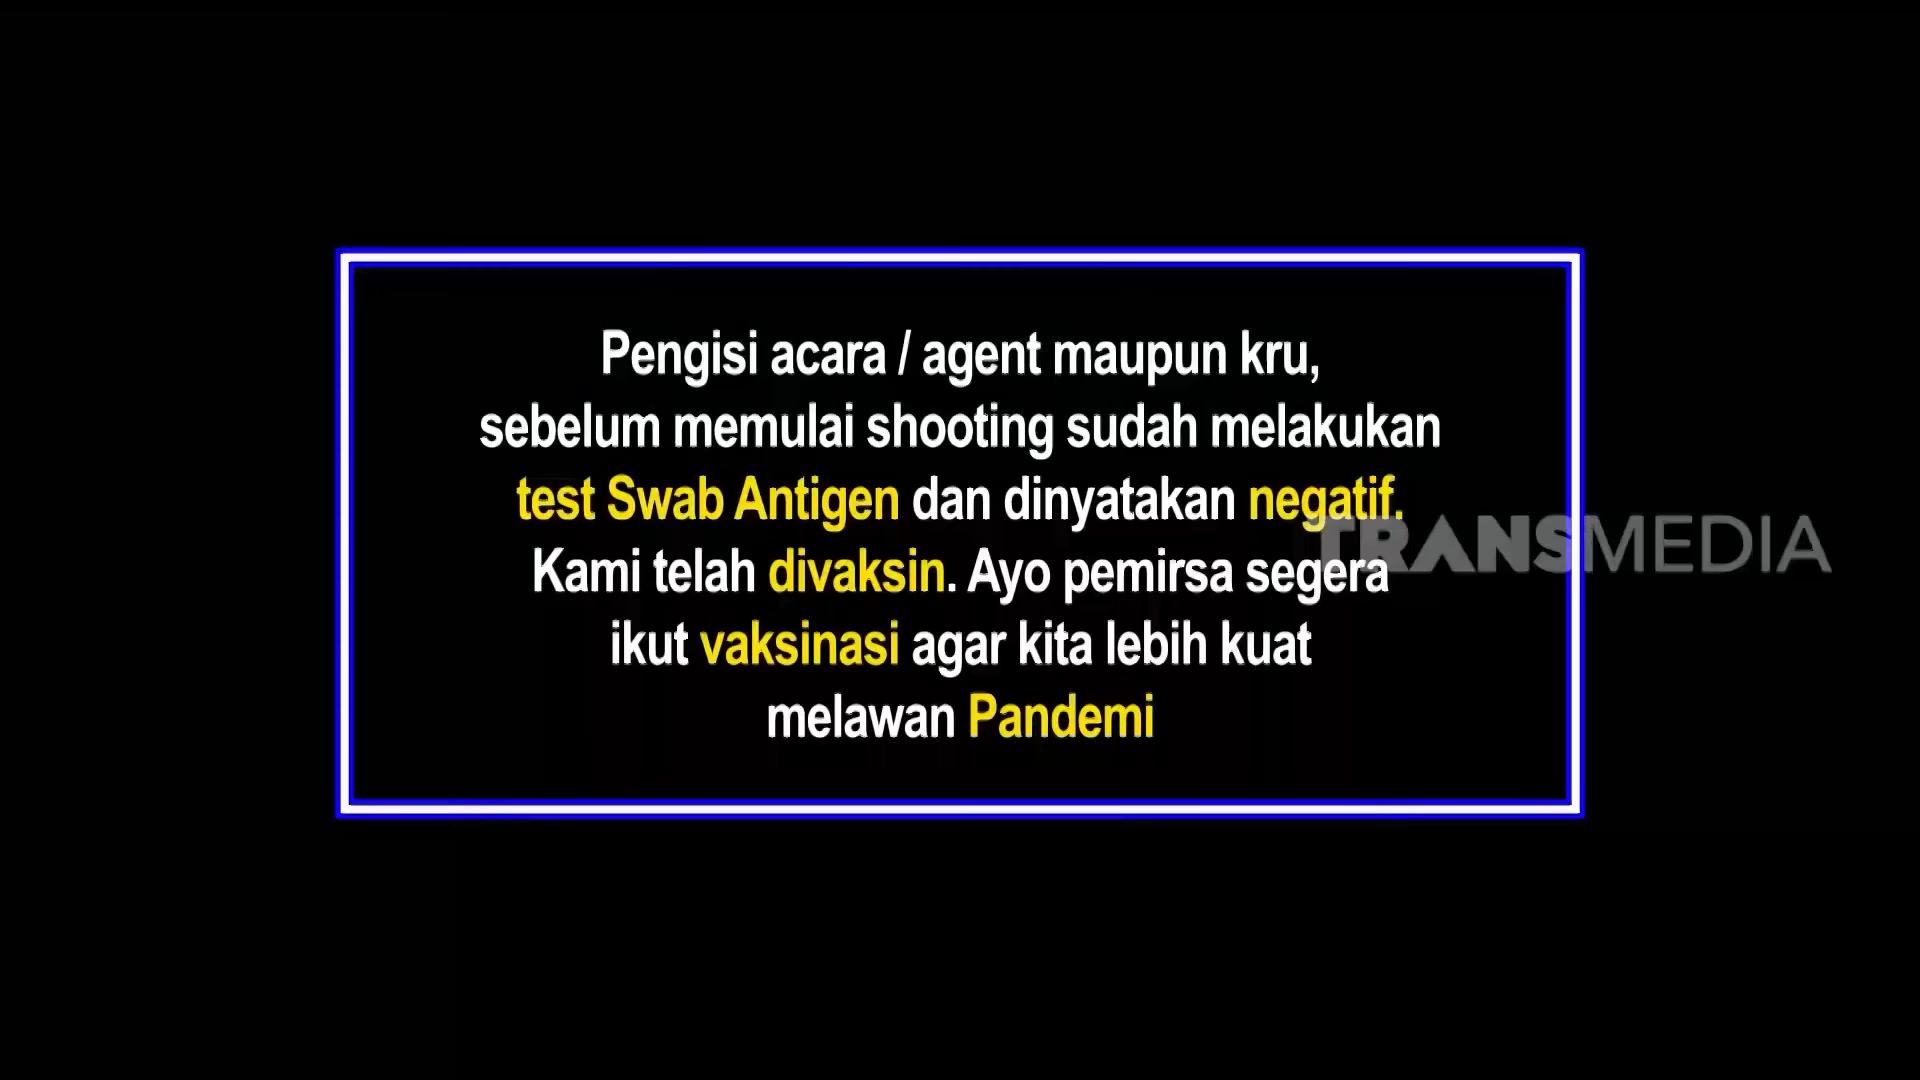 Pengisi acara / agent maupun kru,
sebelum memulai shooting sudah melakukan
test Swab Antigen dan dinyatakan negatif.
TRANSMEDIA
Kami telah divaksin. Ayo pemirsa segera
ikut vaksinasi agar kita lebih kuat
melawan Pandemi